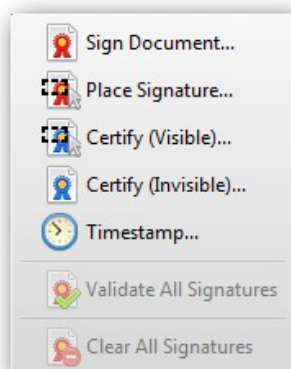 Sign Document...
Place Signature...
Certify (Visible)...
Certify (Invisible)...
Timestamp...
Validate All Signatures
Clear All Signatures